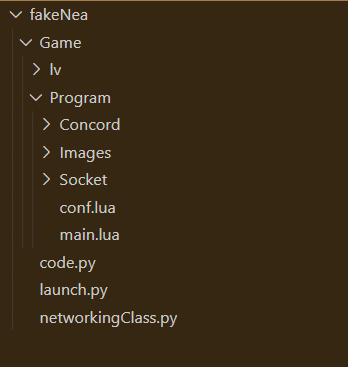 fakeNea
Game
lv
Program
Concord
Images
Socket
conf.lua
main.lua
code.py
launch.py
networkingClass.py